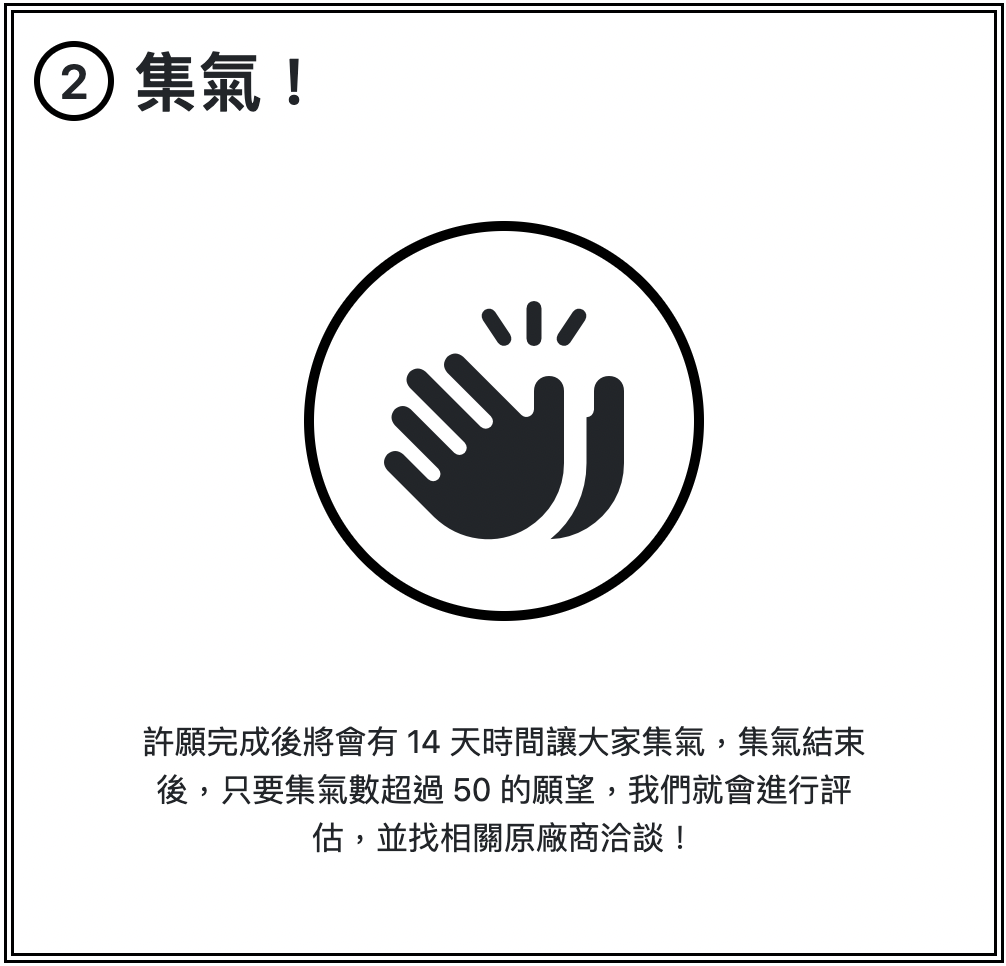 2 集氣！
許願完成後將會有 14 天時間讓大家集氣，集氣結束
後，只要集氣數超過 50 的願望，我們就會進行評
估，並找相關原廠商洽談！